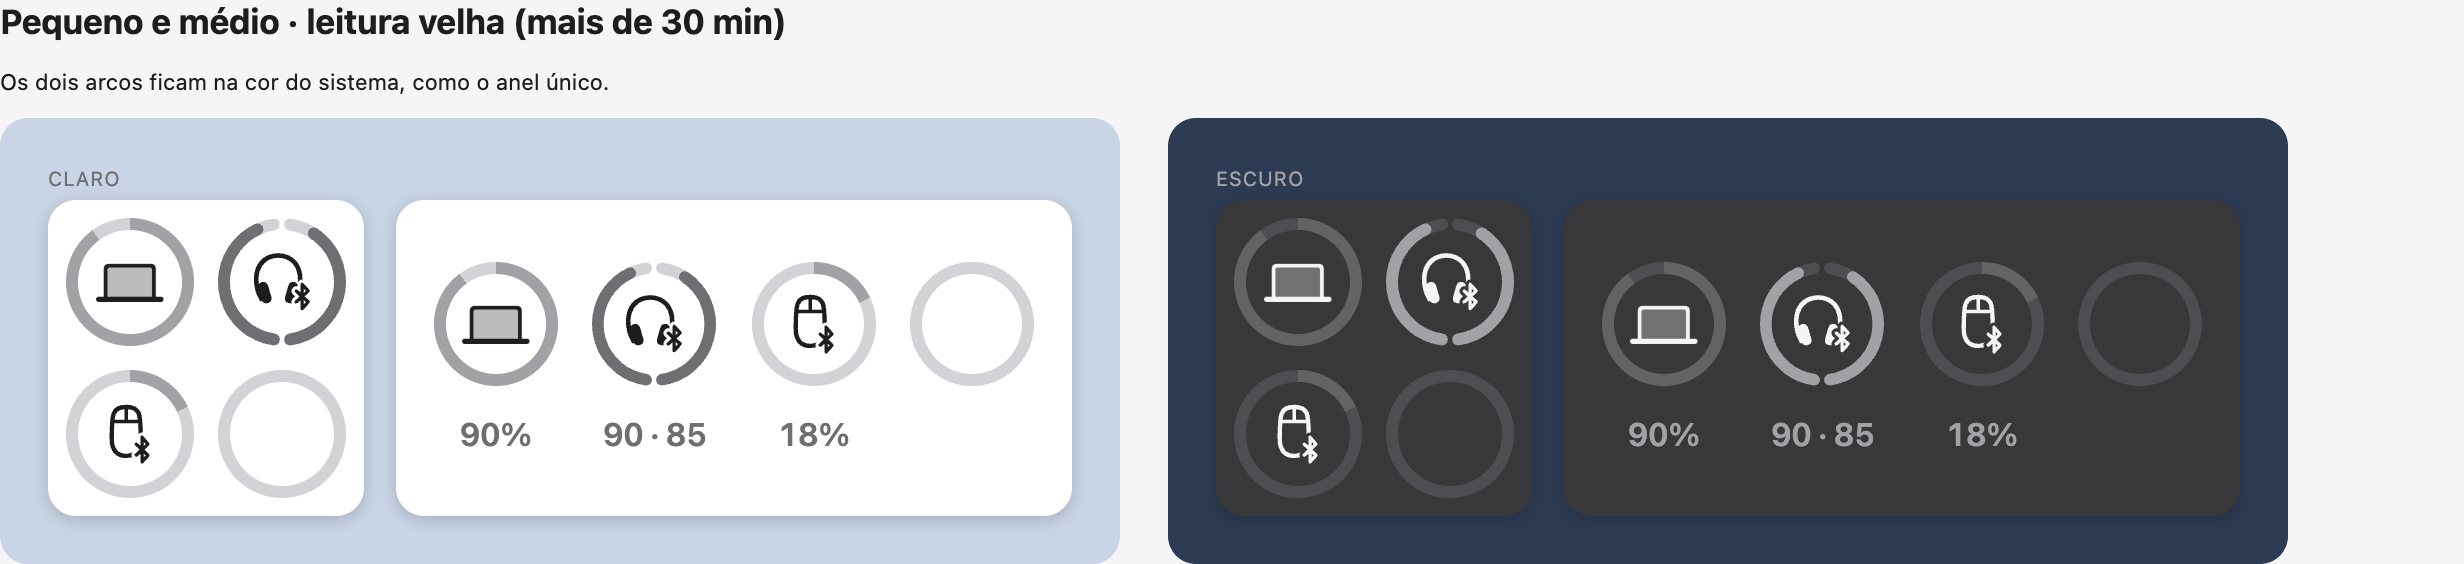 Pequeno e médio · leitura velha (mais de 30 min)
Os dois arcos ficam na cor do sistema, como o anel único.
CLARO
90% 90 · 85 18%
ESCURO
90% 90 · 85 18%